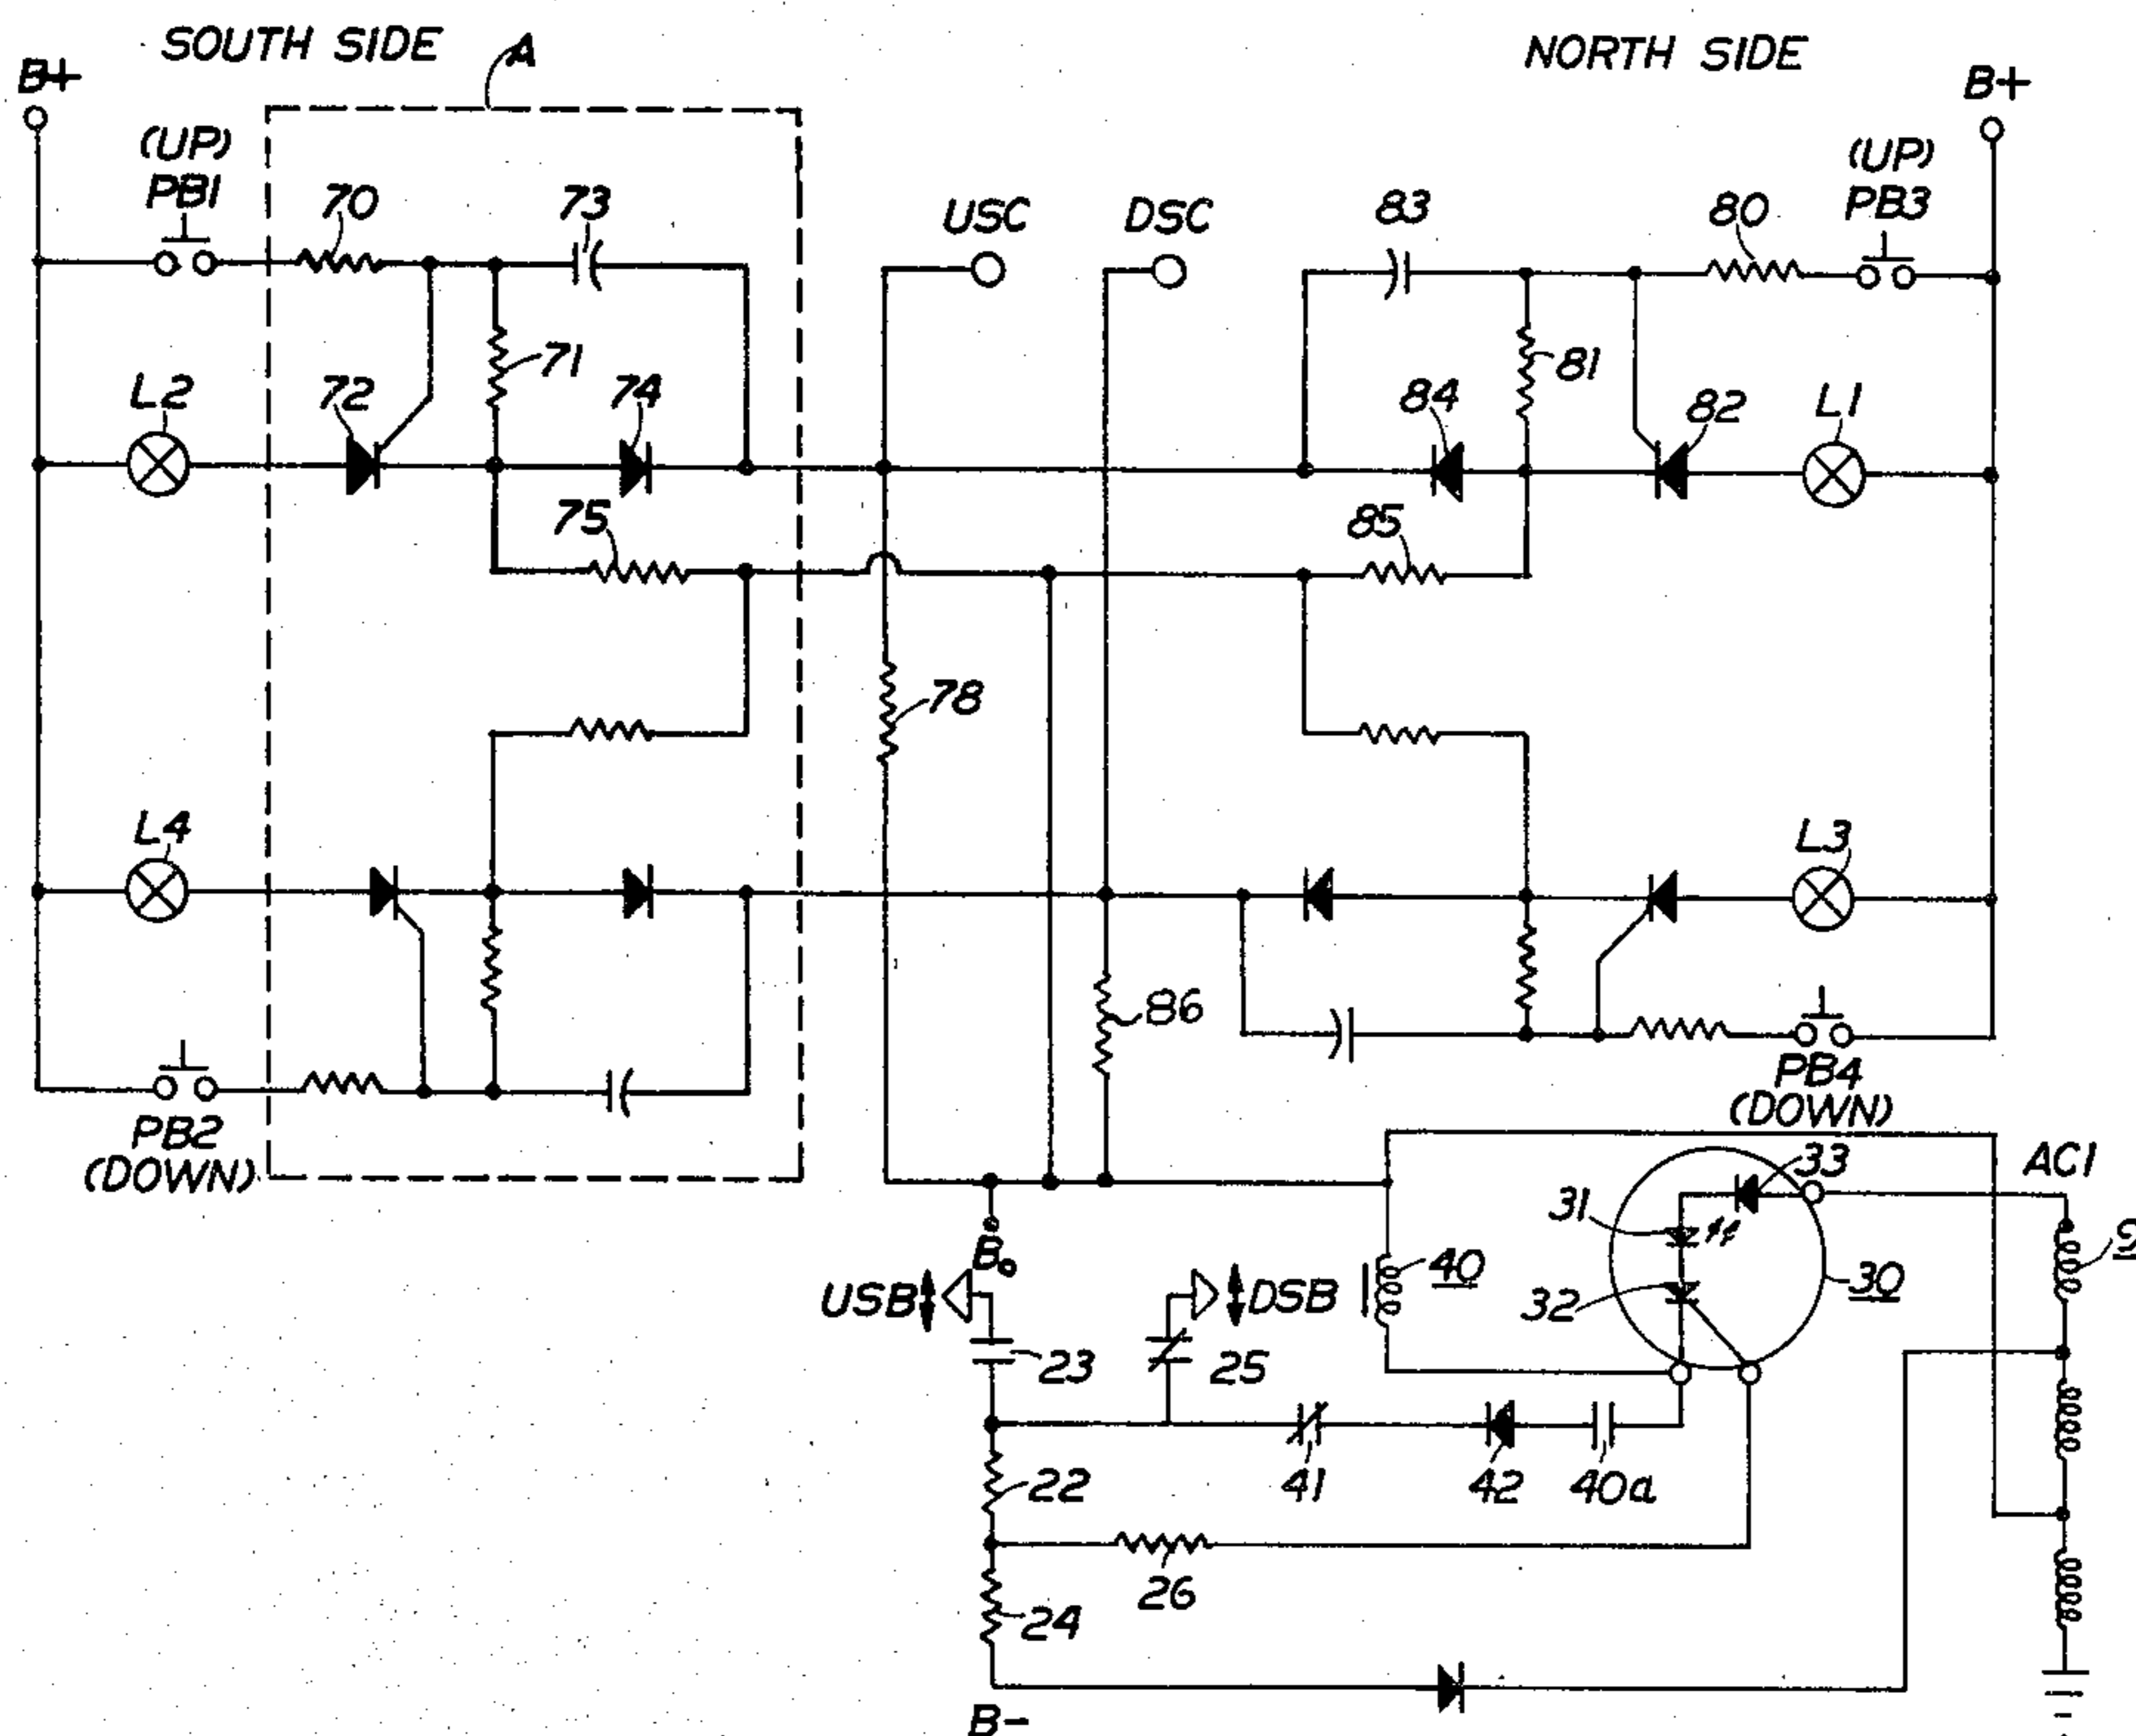 SOUTH SIDE
A
NORTH SIDE
B+
B+
(UP)
PB1
70
73
USC
DSC
83
80
(UP)
PB3
L2
72
71
74
84
81
82
L1
75
85
78
L4
L3
86
PB2
(DOWN)
PB4
(DOWN)
AC1
33
31
32
30
9
B₀
USB
DSB
40
23
25
22
41
42
40a
26
24
B-